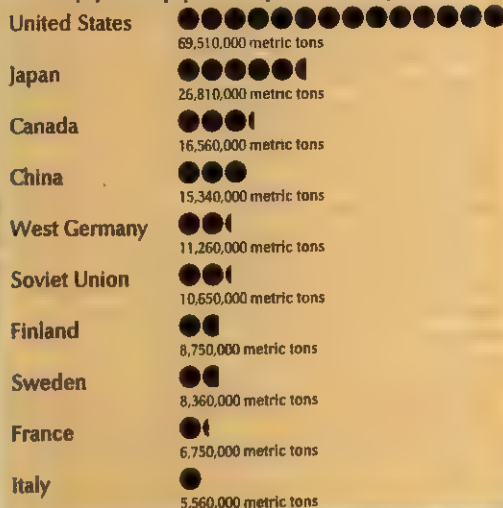 United States
69,510,000 metric tons
Japan
26,810,000 metric tons
Canada
16,560,000 metric tons
China
15,340,000 metric tons
West Germany
11,260,000 metric tons
Soviet Union
10,650,000 metric tons
Finland
8,750,000 metric tons
Sweden
8,360,000 metric tons
France
6,750,000 metric tons
Italy
5,560,000 metric tons